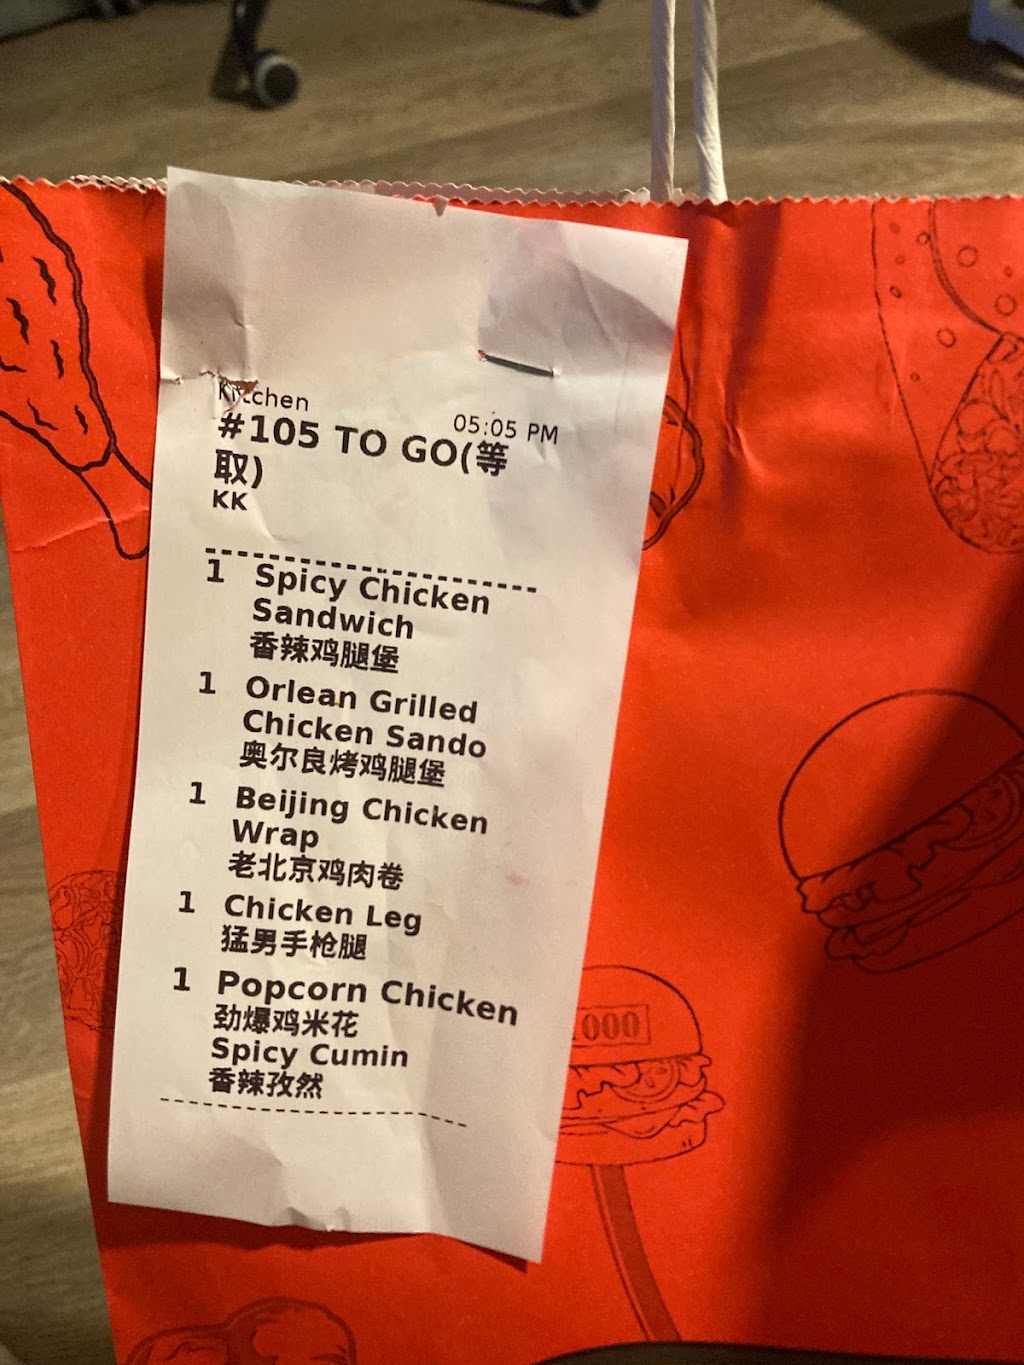 Kitchen
05:05 PM
#105 TO GO(等
取)
KK
1 Spicy Chicken
Sandwich
香辣鸡腿堡
1 Orlean Grilled
Chicken Sando
奥尔良烤鸡腿堡
1 Beijing Chicken
Wrap
老北京鸡肉卷
1 Chicken Leg
猛男手枪腿
1 Popcorn Chicken
劲爆鸡米花
Spicy Cumin
香辣孜然
1000